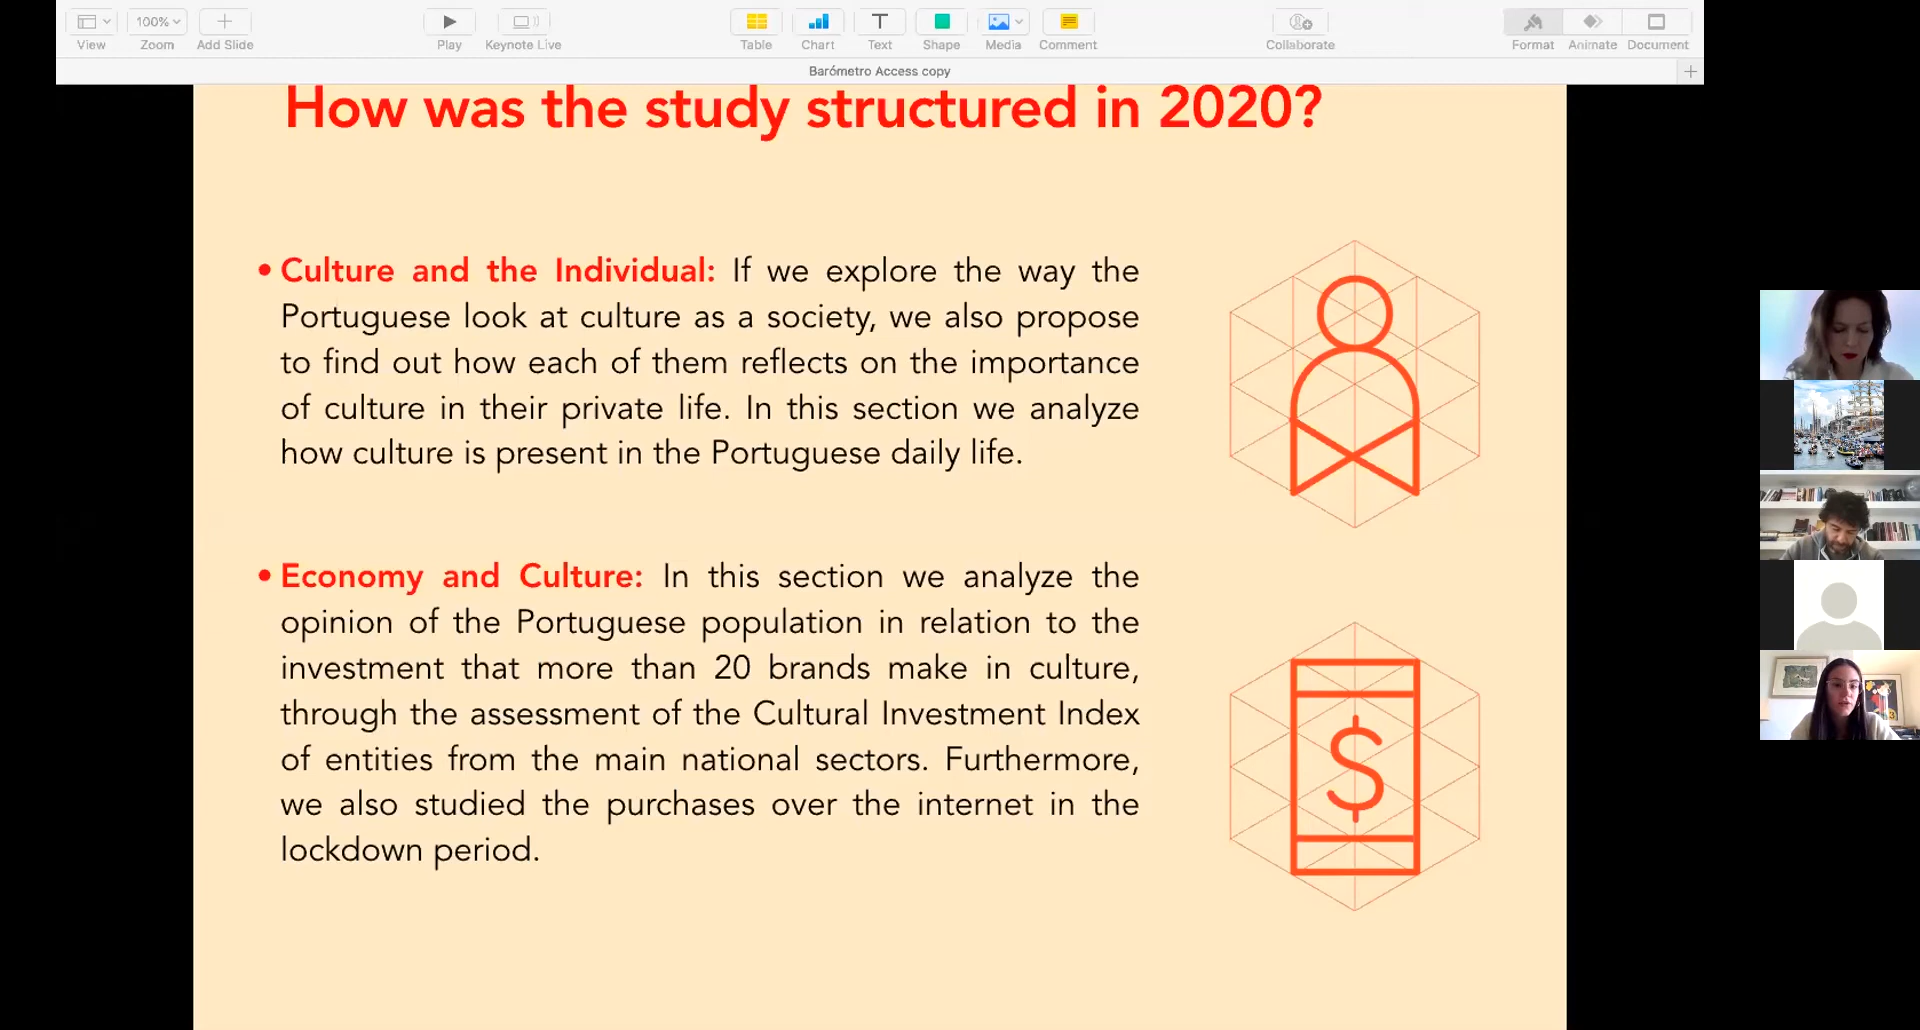 View
100%
Zoom
Add Slide
Play
Keynote Live
Table
Chart
T
Text
Shape
Media
Comment
Collaborate
Format
Animate
Document
Barómetro Access copy
How was the study structured in 2020?
• Culture and the Individual: If we explore the way the
Portuguese look at culture as a society, we also propose
to find out how each of them reflects on the importance
of culture in their private life. In this section we analyze
how culture is present in the Portuguese daily life.
• Economy and Culture: In this section we analyze the
opinion of the Portuguese population in relation to the
investment that more than 20 brands make in culture,
through the assessment of the Cultural Investment Index
of entities from the main national sectors. Furthermore,
we also studied the purchases over the internet in the
lockdown period.
$